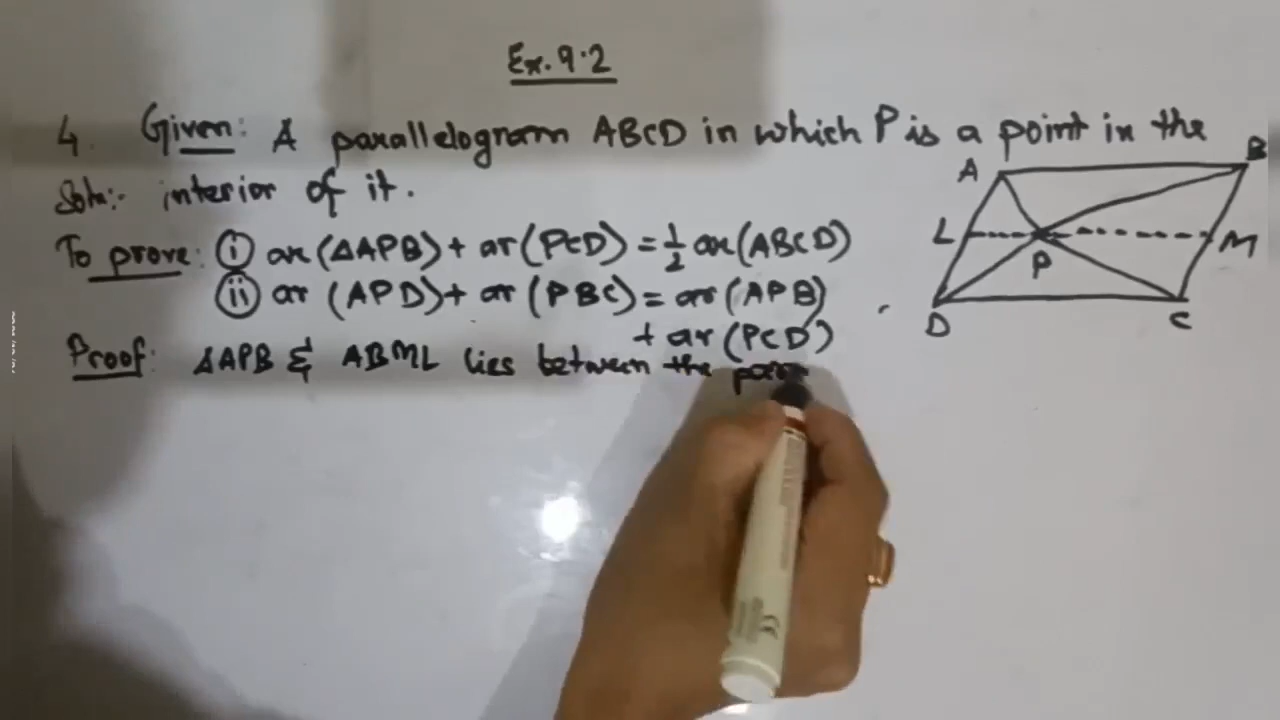 Ex. 9.2
4. Given: A parallelogram ABCD in which P is a point in the
Soln:- interior of it.
To prove: (i) ar (ΔAPB) + ar (PCD) = 1/2 ar (ABCD)
(ii) ar (APD) + ar (PBC) = ar (APB)
+ ar (PCD)
Proof: ΔAPB & ABML lies between the par
A B
L M
P
D C